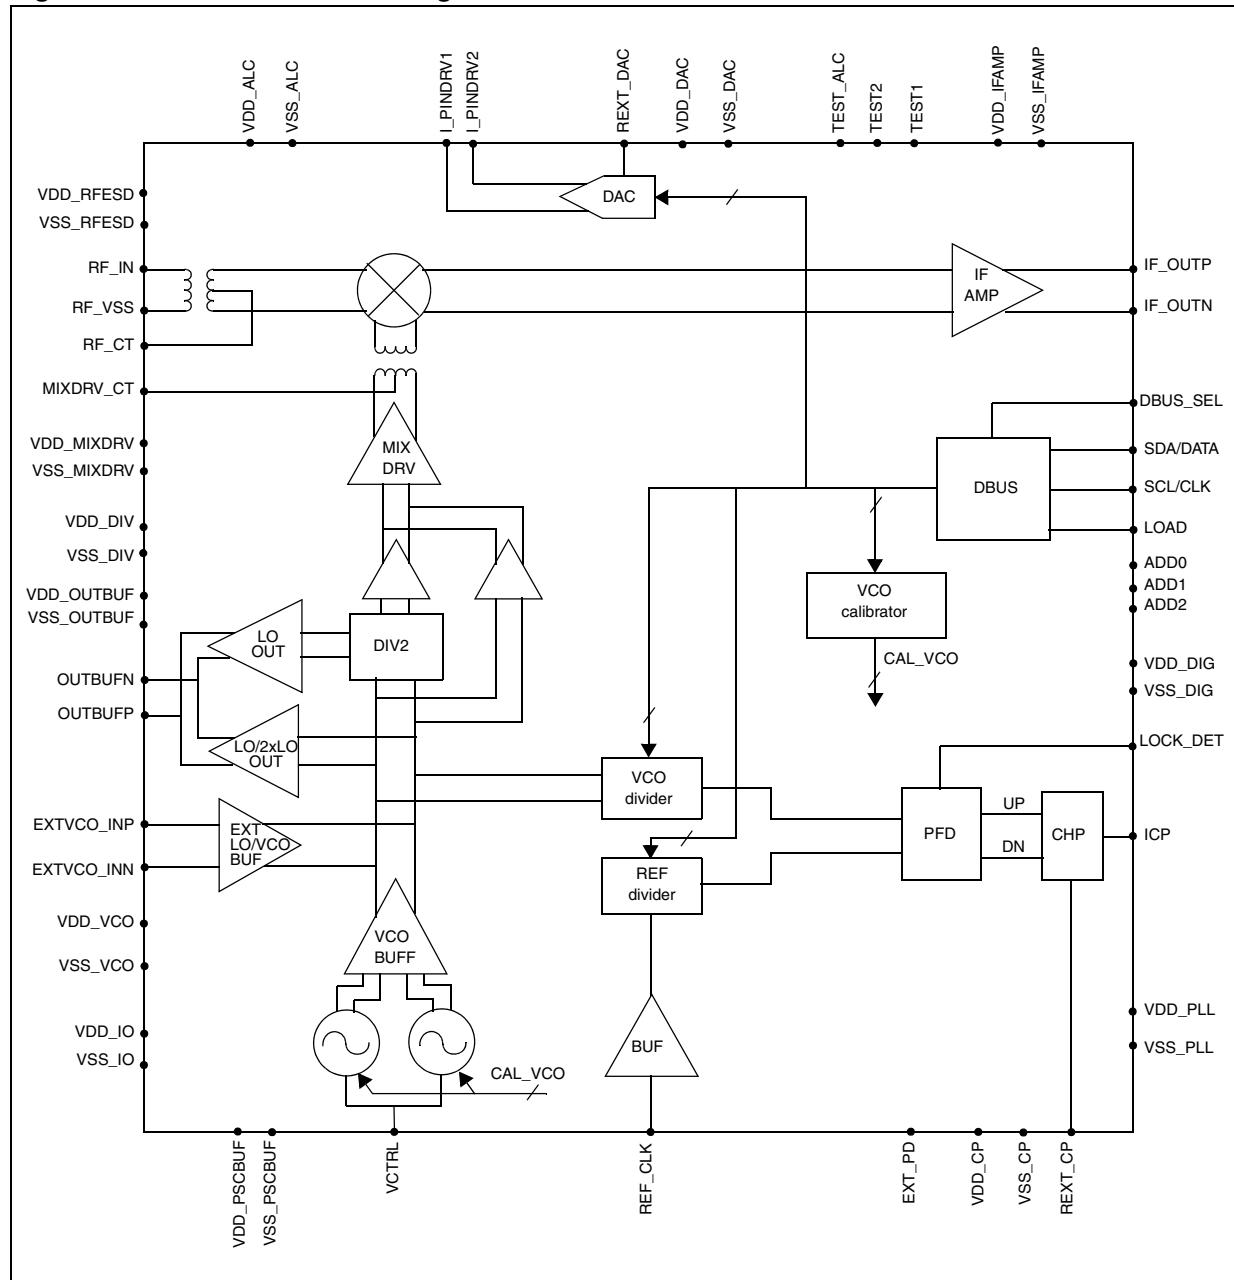 VDD_ALC
VSS_ALC
I_PINDRV1
I_PINDRV2
REXT_DAC
VDD_DAC
VSS_DAC
TEST_ALC
TEST2
TEST1
VDD_IFAMP
VSS_IFAMP
VDD_RFESD
VSS_RFESD
RF_IN
RF_VSS
RF_CT
MIXDRV_CT
VDD_MIXDRV
VSS_MIXDRV
VDD_DIV
VSS_DIV
VDD_OUTBUF
VSS_OUTBUF
OUTBUFN
OUTBUFP
EXTVCO_INP
EXTVCO_INN
VDD_VCO
VSS_VCO
VDD_IO
VSS_IO
DAC
IF
AMP
MIX
DRV
DBUS
VCO
calibrator
CAL_VCO
LO
OUT
DIV2
LO/2xLO
OUT
VCO
divider
EXT
LO/VCO
BUF
PFD
UP
DN
CHP
REF
divider
VCO
BUFF
BUF
CAL_VCO
IF_OUTP
IF_OUTN
DBUS_SEL
SDA/DATA
SCL/CLK
LOAD
ADD0
ADD1
ADD2
VDD_DIG
VSS_DIG
LOCK_DET
ICP
VDD_PLL
VSS_PLL
VDD_PSCBUF
VSS_PSCBUF
VCTRL
REF_CLK
EXT_PD
VDD_CP
VSS_CP
REXT_CP